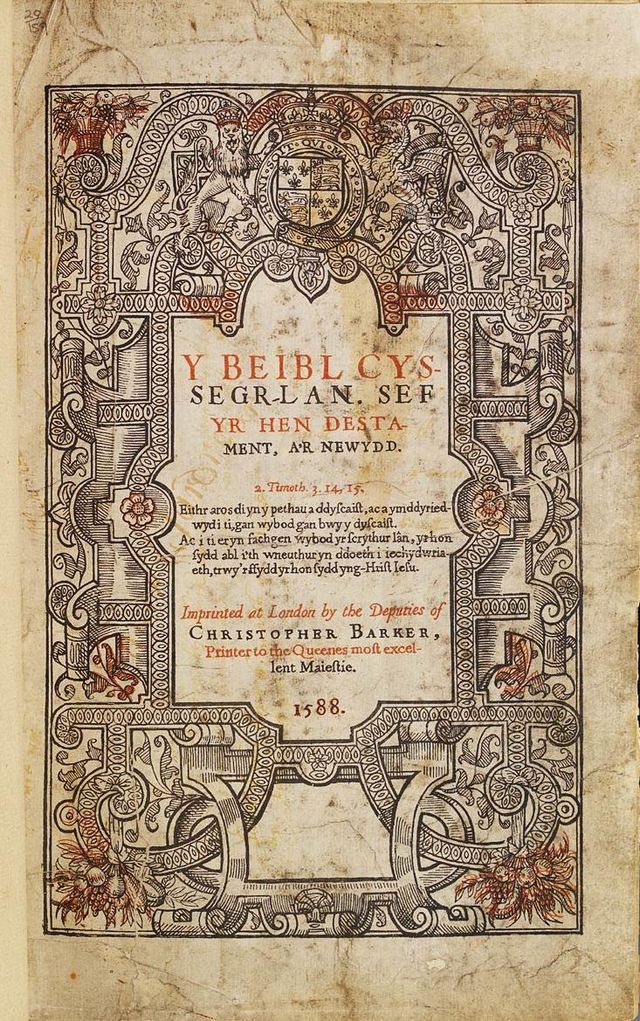 20
15
QVI
Y BEIBL CYS-
SEGR-LAN. SEF
YR HEN DESTA-
MENT, A'R NEWYDD.
2. Timoth. 3. 14, 15.
Eithr aros di yn y pethau a ddyſcaiſt, ac a ymddyried-
wyd i ti, gan wybod gan bwy y dyſcaiſt.
Ac i ti er yn fachgen wybod yr ſcrythur lân, yr hon
ſydd abl i'th wneuthur yn ddoeth i iechydwria-
eth, trwy'r ffydd yr hon ſydd yng-Hriſt Ieſu.
Imprinted at London by the Deputies of
CHRISTOPHER BARKER,
Printer to the Queenes moſt excel-
lent Maieſtie.
1588.